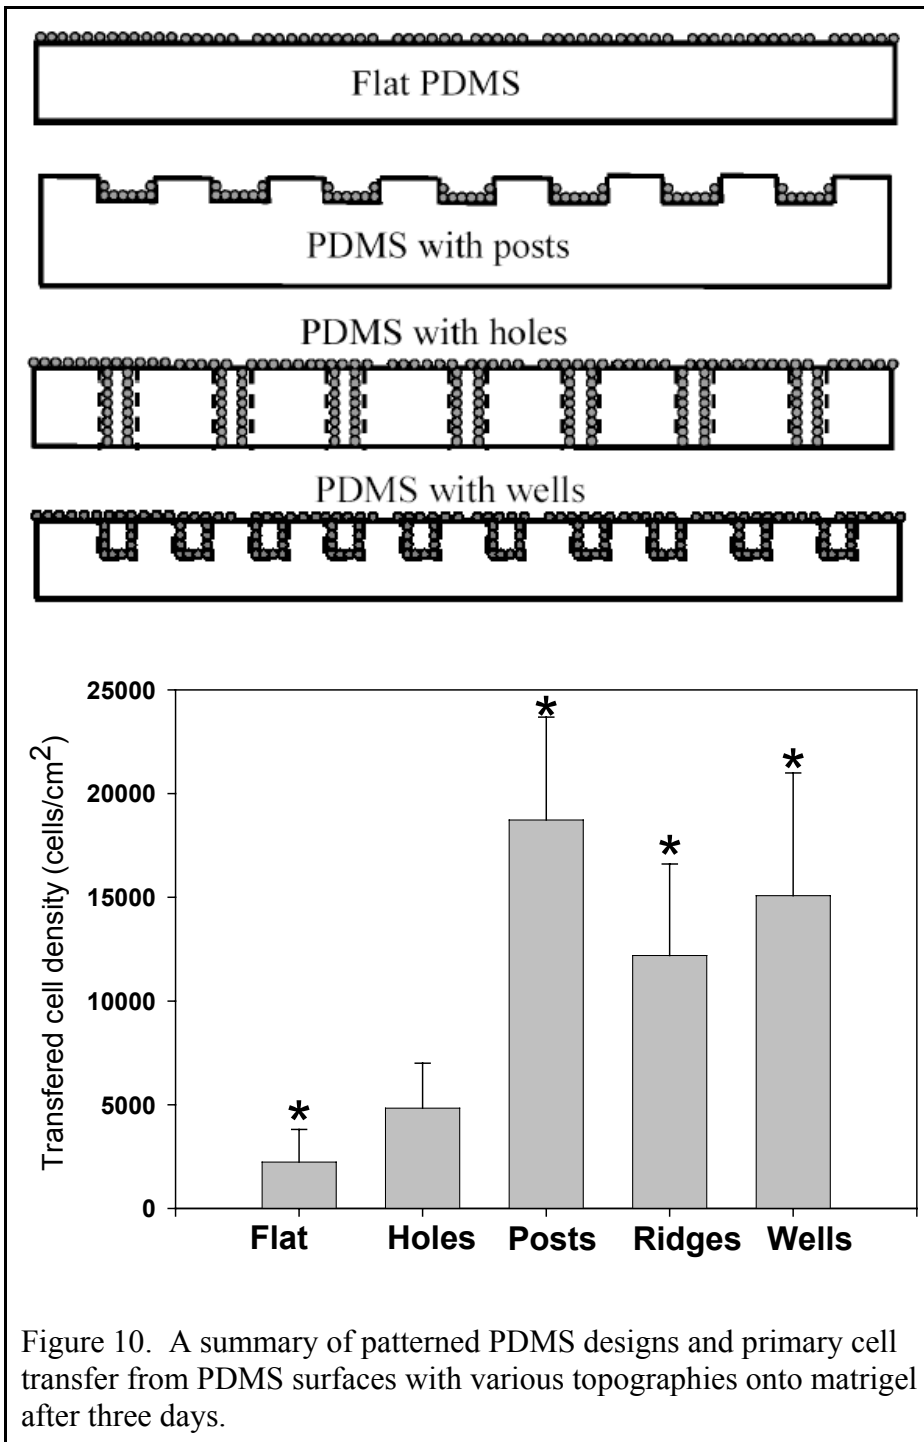 Flat PDMS
PDMS with posts
PDMS with holes
PDMS with wells
25000
20000
15000
10000
5000
0
Transfered cell density (cells/cm²)
*
*
*
*
Flat Holes Posts Ridges Wells
Figure 10.  A summary of patterned PDMS designs and primary cell
transfer from PDMS surfaces with various topographies onto matrigel
after three days.